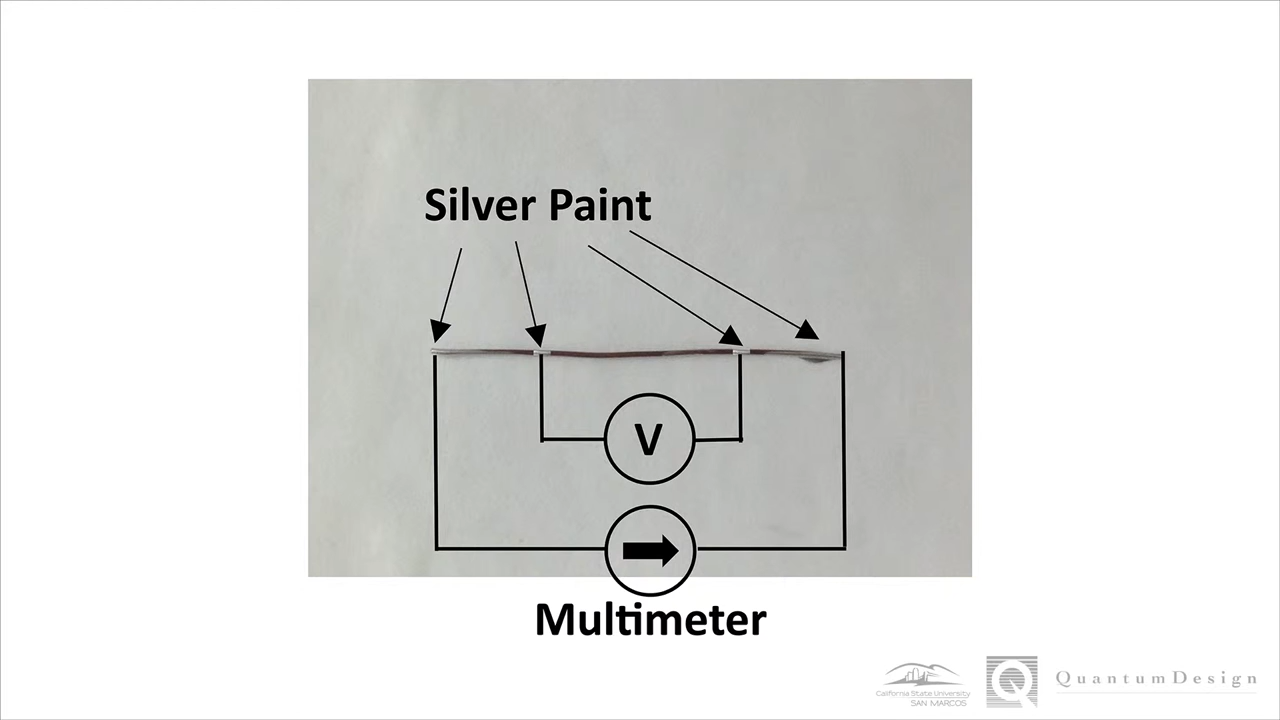 Silver Paint
V
Multimeter
California State University
SAN MARCOS
QuantumDesign